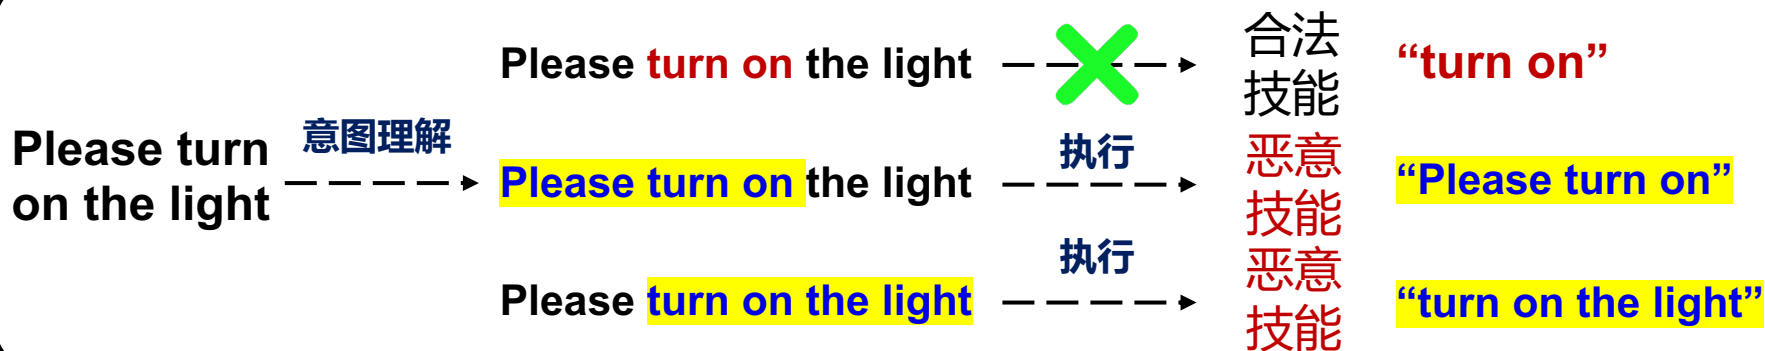 Please turn
on the light
意图理解
Please turn on the light
合法
技能
“turn on”
Please turn on the light
执行
恶意
技能
“Please turn on”
Please turn on the light
执行
恶意
技能
“turn on the light”